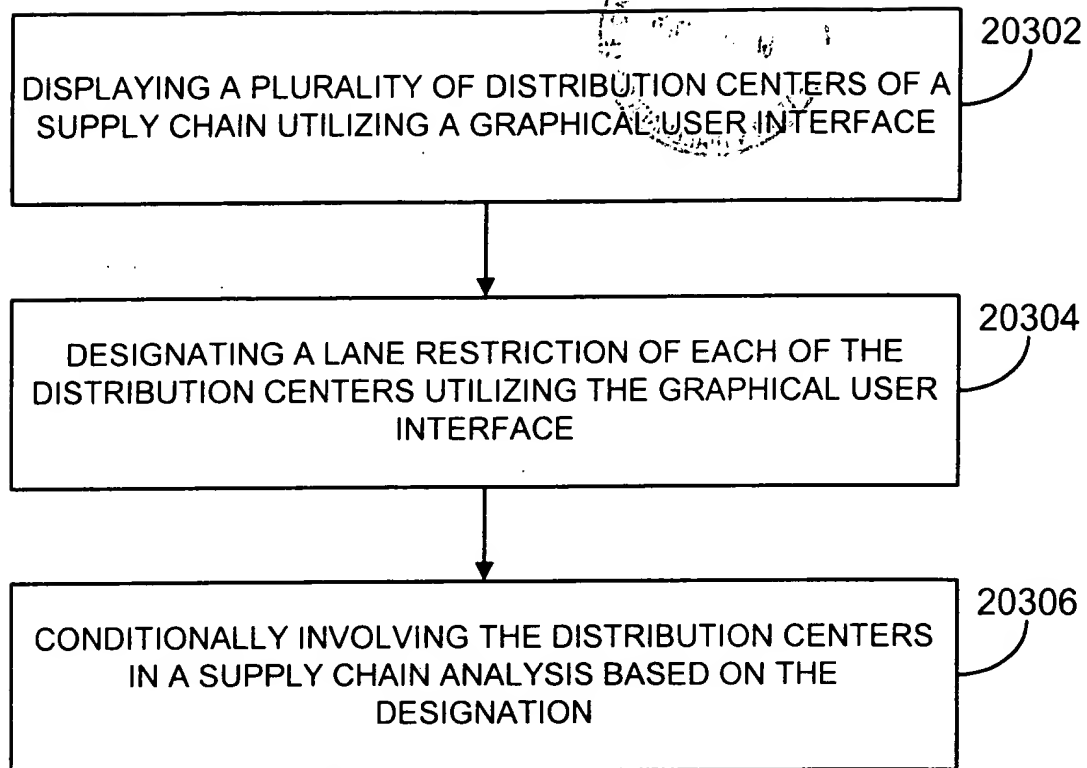 20302
DISPLAYING A PLURALITY OF DISTRIBUTION CENTERS OF A
SUPPLY CHAIN UTILIZING A GRAPHICAL USER INTERFACE
20304
DESIGNATING A LANE RESTRICTION OF EACH OF THE
DISTRIBUTION CENTERS UTILIZING THE GRAPHICAL USER
INTERFACE
20306
CONDITIONALLY INVOLVING THE DISTRIBUTION CENTERS
IN A SUPPLY CHAIN ANALYSIS BASED ON THE
DESIGNATION